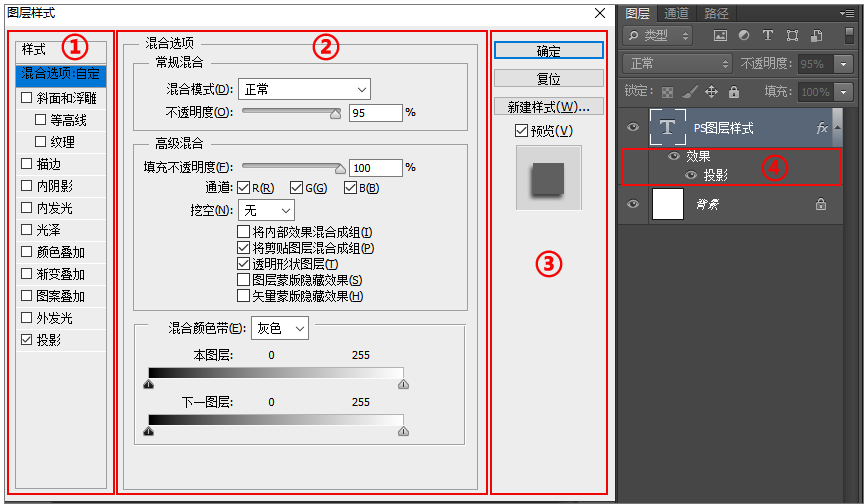 图层样式
样式
①
混合选项:自定
斜面和浮雕
等高线
纹理
描边
内阴影
内发光
光泽
颜色叠加
渐变叠加
图案叠加
外发光
投影
混合选项
②
常规混合
混合模式(D): 正常
不透明度(O): 95 %
高级混合
填充不透明度(F): 100 %
通道: R(R) G(G) B(B)
挖空(N): 无
将内部效果混合成组(I)
将剪贴图层混合成组(P)
透明形状图层(T)
图层蒙版隐藏效果(S)
矢量蒙版隐藏效果(H)
混合颜色带(E): 灰色
本图层: 0 255
下一图层: 0 255
确定
复位
新建样式(W)...
预览(V)
③
图层 通道 路径
类型
正常 不透明度: 95%
锁定: 填充: 100%
T PS图层样式 fx
效果
④
投影
背景